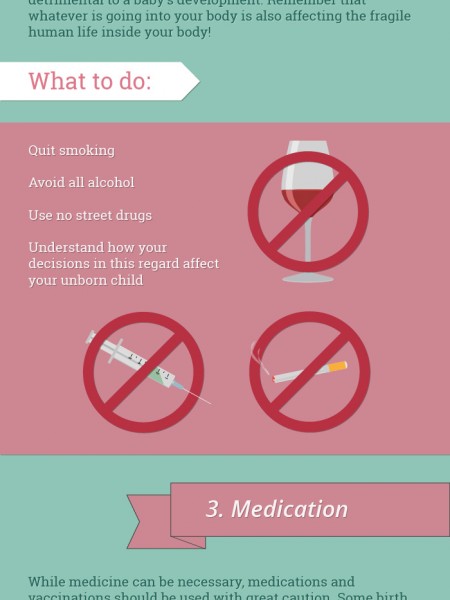 detrimental to a baby's development. Remember that
whatever is going into your body is also affecting the fragile
human life inside your body!
What to do:
Quit smoking
Avoid all alcohol
Use no street drugs
Understand how your
decisions in this regard affect
your unborn child
3. Medication
While medicine can be necessary, medications and
vaccinations should be used with great caution. Some birth